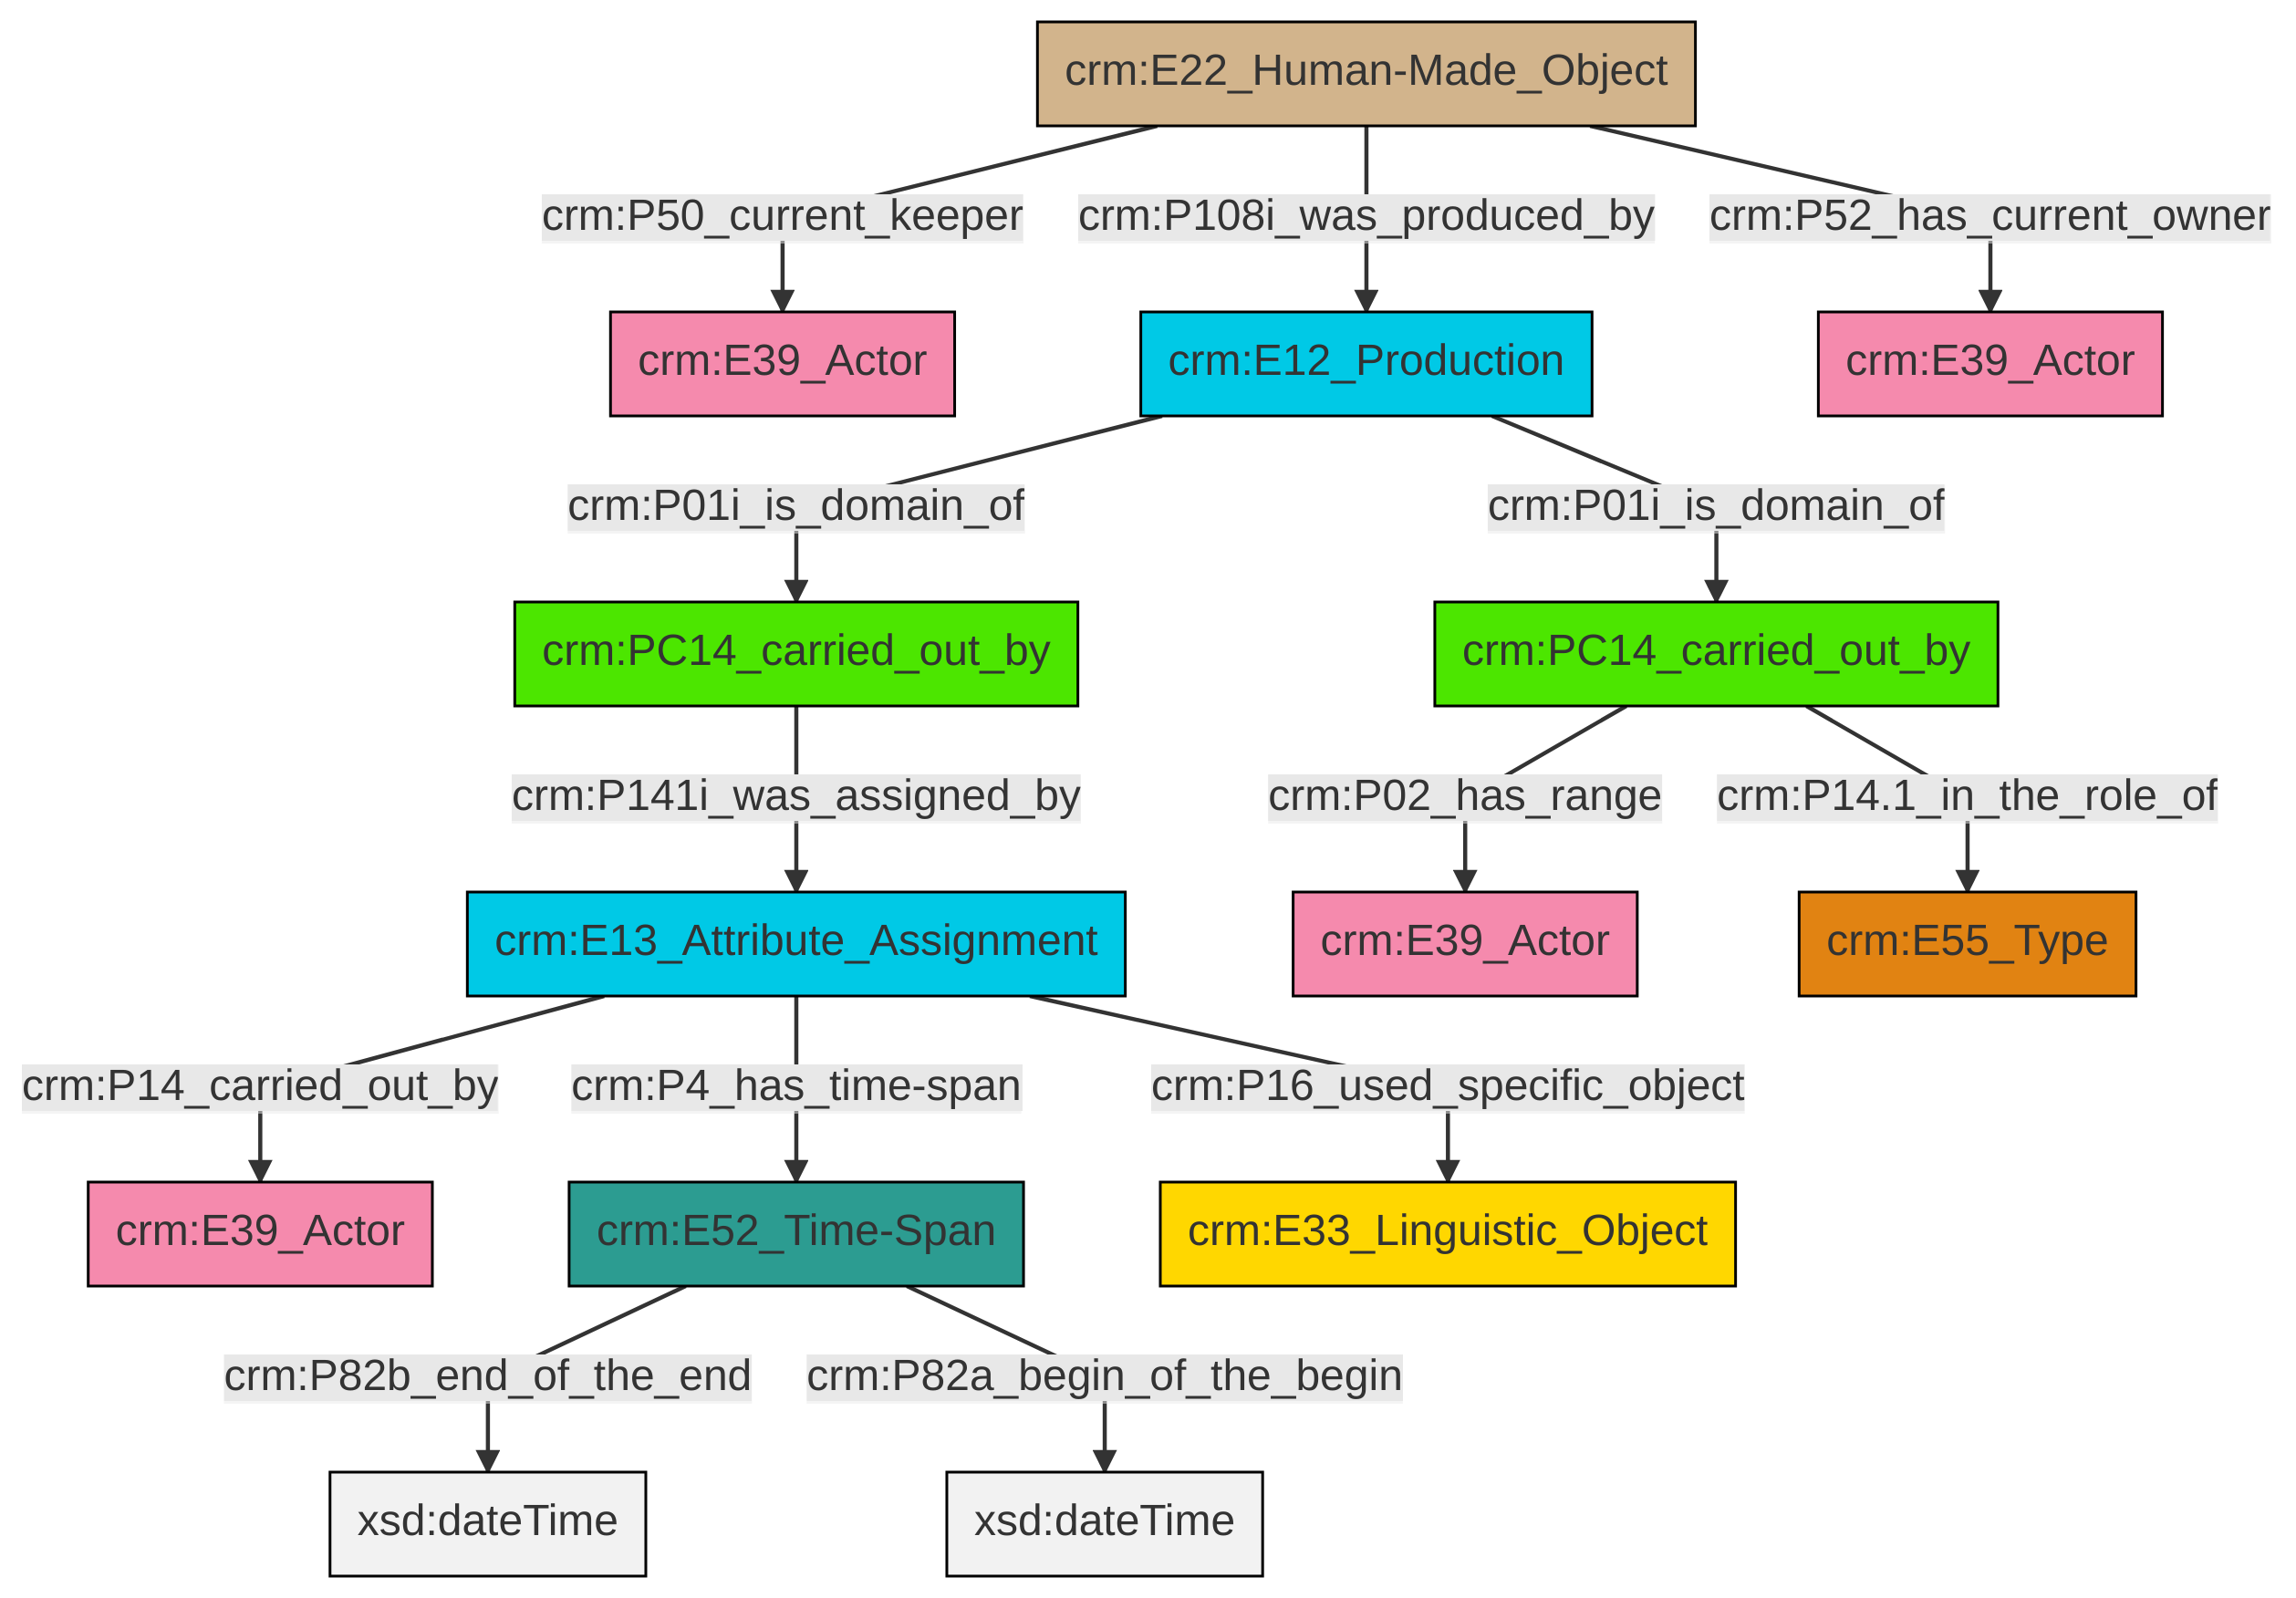 crm:E22_Human-Made_Object
crm:P50_current_keeper
crm:P108i_was_produced_by
crm:P52_has_current_owner
crm:E39_Actor
crm:E12_Production
crm:E39_Actor
crm:P01i_is_domain_of
crm:P01i_is_domain_of
crm:PC14_carried_out_by
crm:PC14_carried_out_by
crm:P141i_was_assigned_by
crm:P02_has_range
crm:P14.1_in_the_role_of
crm:E13_Attribute_Assignment
crm:E39_Actor
crm:E55_Type
crm:P14_carried_out_by
crm:P4_has_time-span
crm:P16_used_specific_object
crm:E39_Actor
crm:E52_Time-Span
crm:E33_Linguistic_Object
crm:P82b_end_of_the_end
crm:P82a_begin_of_the_begin
xsd:dateTime
xsd:dateTime